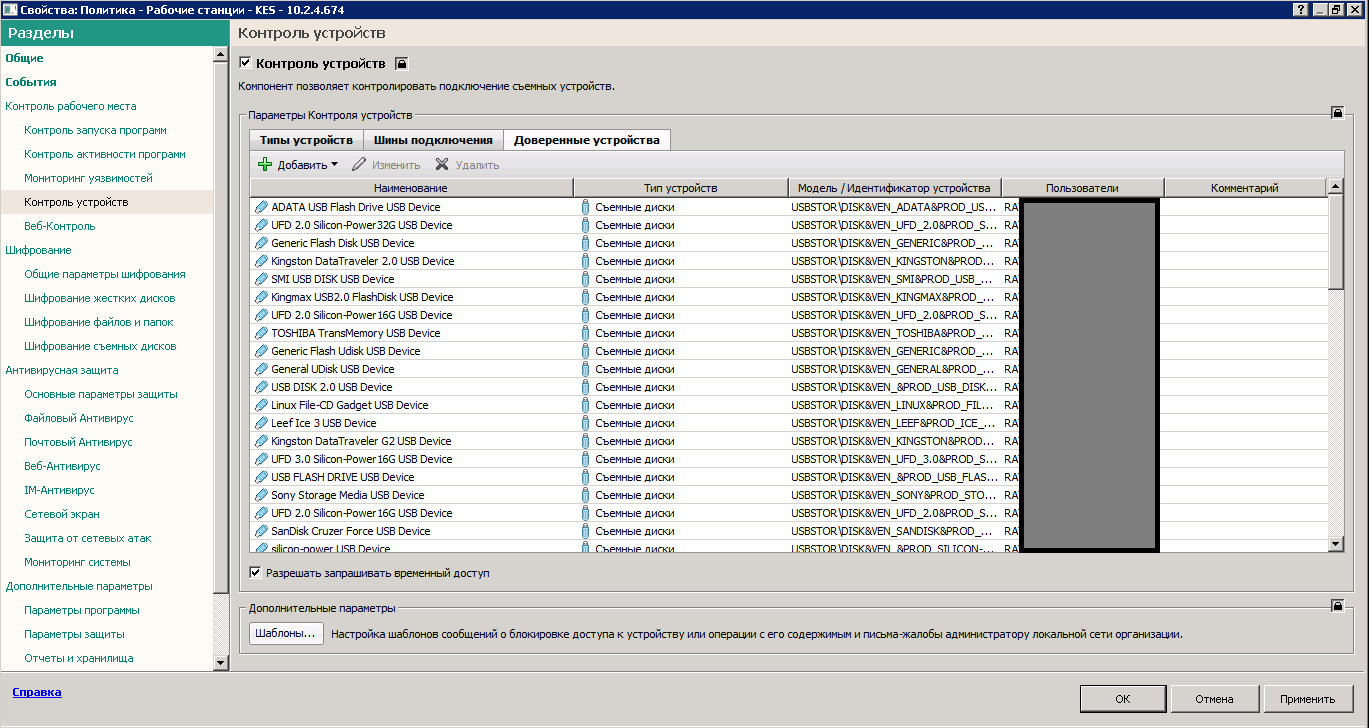 Свойства: Политика - Рабочие станции - KES - 10.2.4.674
Разделы
Контроль устройств
Общие
События
Контроль рабочего места
Контроль запуска программ
Контроль активности программ
Мониторинг уязвимостей
Контроль устройств
Веб-Контроль
Шифрование
Общие параметры шифрования
Шифрование жестких дисков
Шифрование файлов и папок
Шифрование съемных дисков
Антивирусная защита
Основные параметры защиты
Файловый Антивирус
Почтовый Антивирус
Веб-Антивирус
IM-Антивирус
Сетевой экран
Защита от сетевых атак
Мониторинг системы
Дополнительные параметры
Параметры программы
Параметры защиты
Отчеты и хранилища
Контроль устройств
Компонент позволяет контролировать подключение съемных устройств.
Параметры Контроля устройств
Типы устройств Шины подключения Доверенные устройства
Добавить Изменить Удалить
Наименование Тип устройств Модель / Идентификатор устройства Пользователи Комментарий
ADATA USB Flash Drive USB Device Съемные диски USBSTOR\DISK&VEN_ADATA&PROD_US... RA
UFD 2.0 Silicon-Power32G USB Device Съемные диски USBSTOR\DISK&VEN_UFD_2.0&PROD_S... RA
Generic Flash Disk USB Device Съемные диски USBSTOR\DISK&VEN_GENERIC&PROD_... RA
Kingston DataTraveler 2.0 USB Device Съемные диски USBSTOR\DISK&VEN_KINGSTON&PROD... RA
SMI USB DISK USB Device Съемные диски USBSTOR\DISK&VEN_SMI&PROD_USB_... RA
Kingmax USB2.0 FlashDisk USB Device Съемные диски USBSTOR\DISK&VEN_KINGMAX&PROD_... RA
UFD 2.0 Silicon-Power16G USB Device Съемные диски USBSTOR\DISK&VEN_UFD_2.0&PROD_S... RA
TOSHIBA TransMemory USB Device Съемные диски USBSTOR\DISK&VEN_TOSHIBA&PROD_... RA
Generic Flash Udisk USB Device Съемные диски USBSTOR\DISK&VEN_GENERIC&PROD_... RA
General UDisk USB Device Съемные диски USBSTOR\DISK&VEN_GENERAL&PROD_... RA
USB DISK 2.0 USB Device Съемные диски USBSTOR\DISK&VEN_&PROD_USB_DISK... RA
Linux File-CD Gadget USB Device Съемные диски USBSTOR\DISK&VEN_LINUX&PROD_FIL... RA
Leef Ice 3 USB Device Съемные диски USBSTOR\DISK&VEN_LEEF&PROD_ICE_... RA
Kingston DataTraveler G2 USB Device Съемные диски USBSTOR\DISK&VEN_KINGSTON&PROD... RA
UFD 3.0 Silicon-Power16G USB Device Съемные диски USBSTOR\DISK&VEN_UFD_3.0&PROD_S... RA
USB FLASH DRIVE USB Device Съемные диски USBSTOR\DISK&VEN_&PROD_USB_FLAS... RA
Sony Storage Media USB Device Съемные диски USBSTOR\DISK&VEN_SONY&PROD_STO... RA
UFD 2.0 Silicon-Power16G USB Device Съемные диски USBSTOR\DISK&VEN_UFD_2.0&PROD_S... RA
SanDisk Cruzer Force USB Device Съемные диски USBSTOR\DISK&VEN_SANDISK&PROD_... RA
silicon-power USB Device Съемные диски USBSTOR\DISK&VEN_&PROD_SILICON-... RA
Разрешать запрашивать временный доступ
Дополнительные параметры
Шаблоны... Настройка шаблонов сообщений о блокировке доступа к устройству или операции с его содержимым и письма-жалобы администратору локальной сети организации.
Справка
ОК Отмена Применить